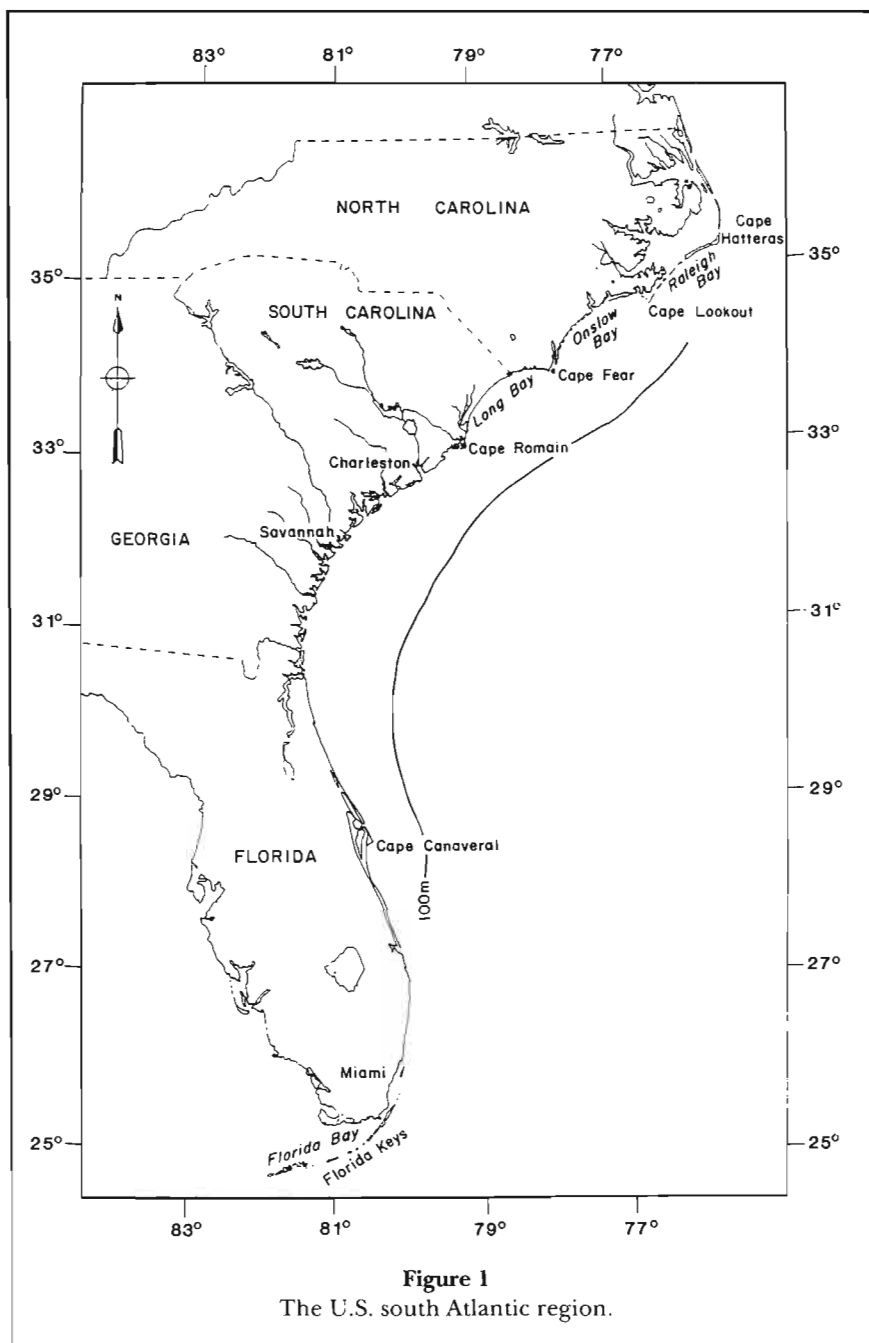 83° 81° 79° 77°
NORTH CAROLINA
Cape
Hatteras
35° 35°
Raleigh
Bay
N
SOUTH CAROLINA
Cape Lookout
Onslow
Bay
Cape Fear
Long Bay
33° 33°
Cape Romain
Charleston
Savannah
GEORGIA
31° 31°
29° 29°
Cape Canaveral
FLORIDA
100m
27° 27°
Miami
Florida Bay
Florida Keys
25° 25°
83° 81° 79° 77°
Figure 1
The U.S. south Atlantic region.